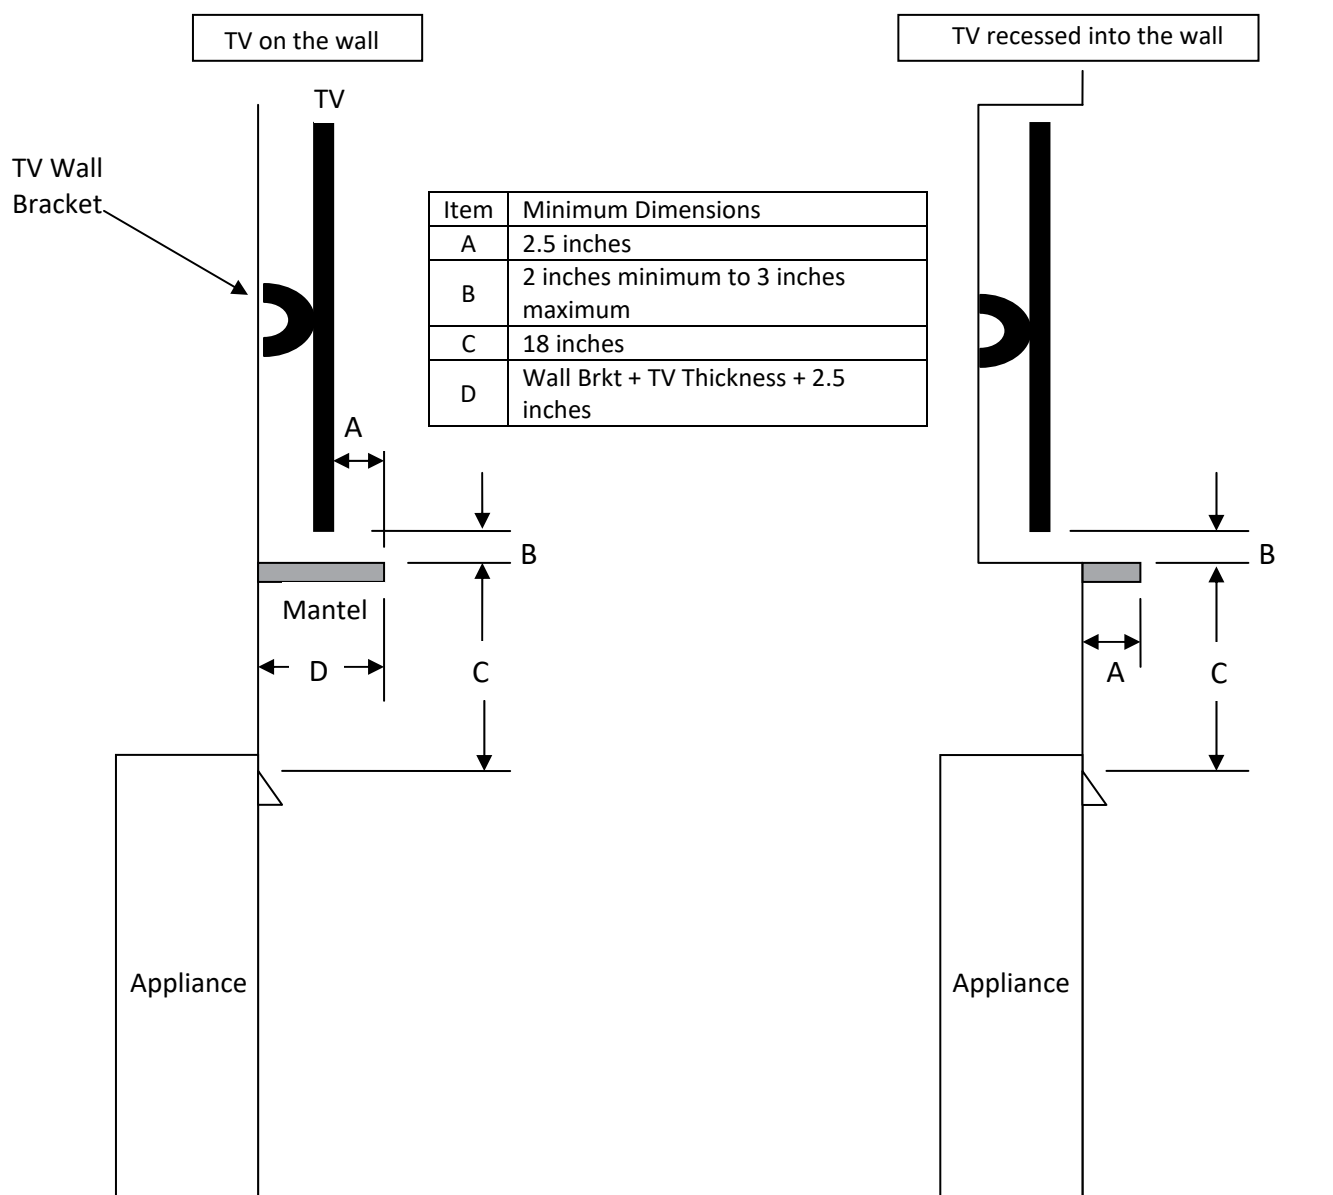 TV on the wall
TV recessed into the wall
TV
TV Wall
Bracket
Item Minimum Dimensions
A 2.5 inches
B 2 inches minimum to 3 inches
maximum
C 18 inches
D Wall Brkt + TV Thickness + 2.5
inches
A
B
Mantel
D
C
B
A
C
Appliance
Appliance